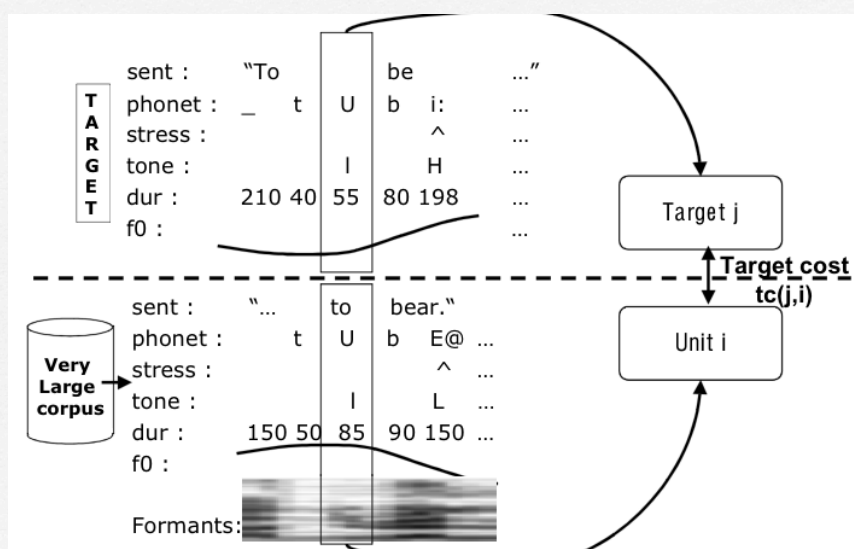 TARGET
sent : "To be ..."
phonet : _ t U b i: ...
stress : ^ ...
tone : l H ...
dur : 210 40 55 80 198 ...
f0 : ...
Target j
Target cost
tc(j,i)
Unit i
Very
Large
corpus
sent : "... to bear."
phonet : t U b E@ ...
stress : ^ ...
tone : l L ...
dur : 150 50 85 90 150 ...
f0 :
Formants: